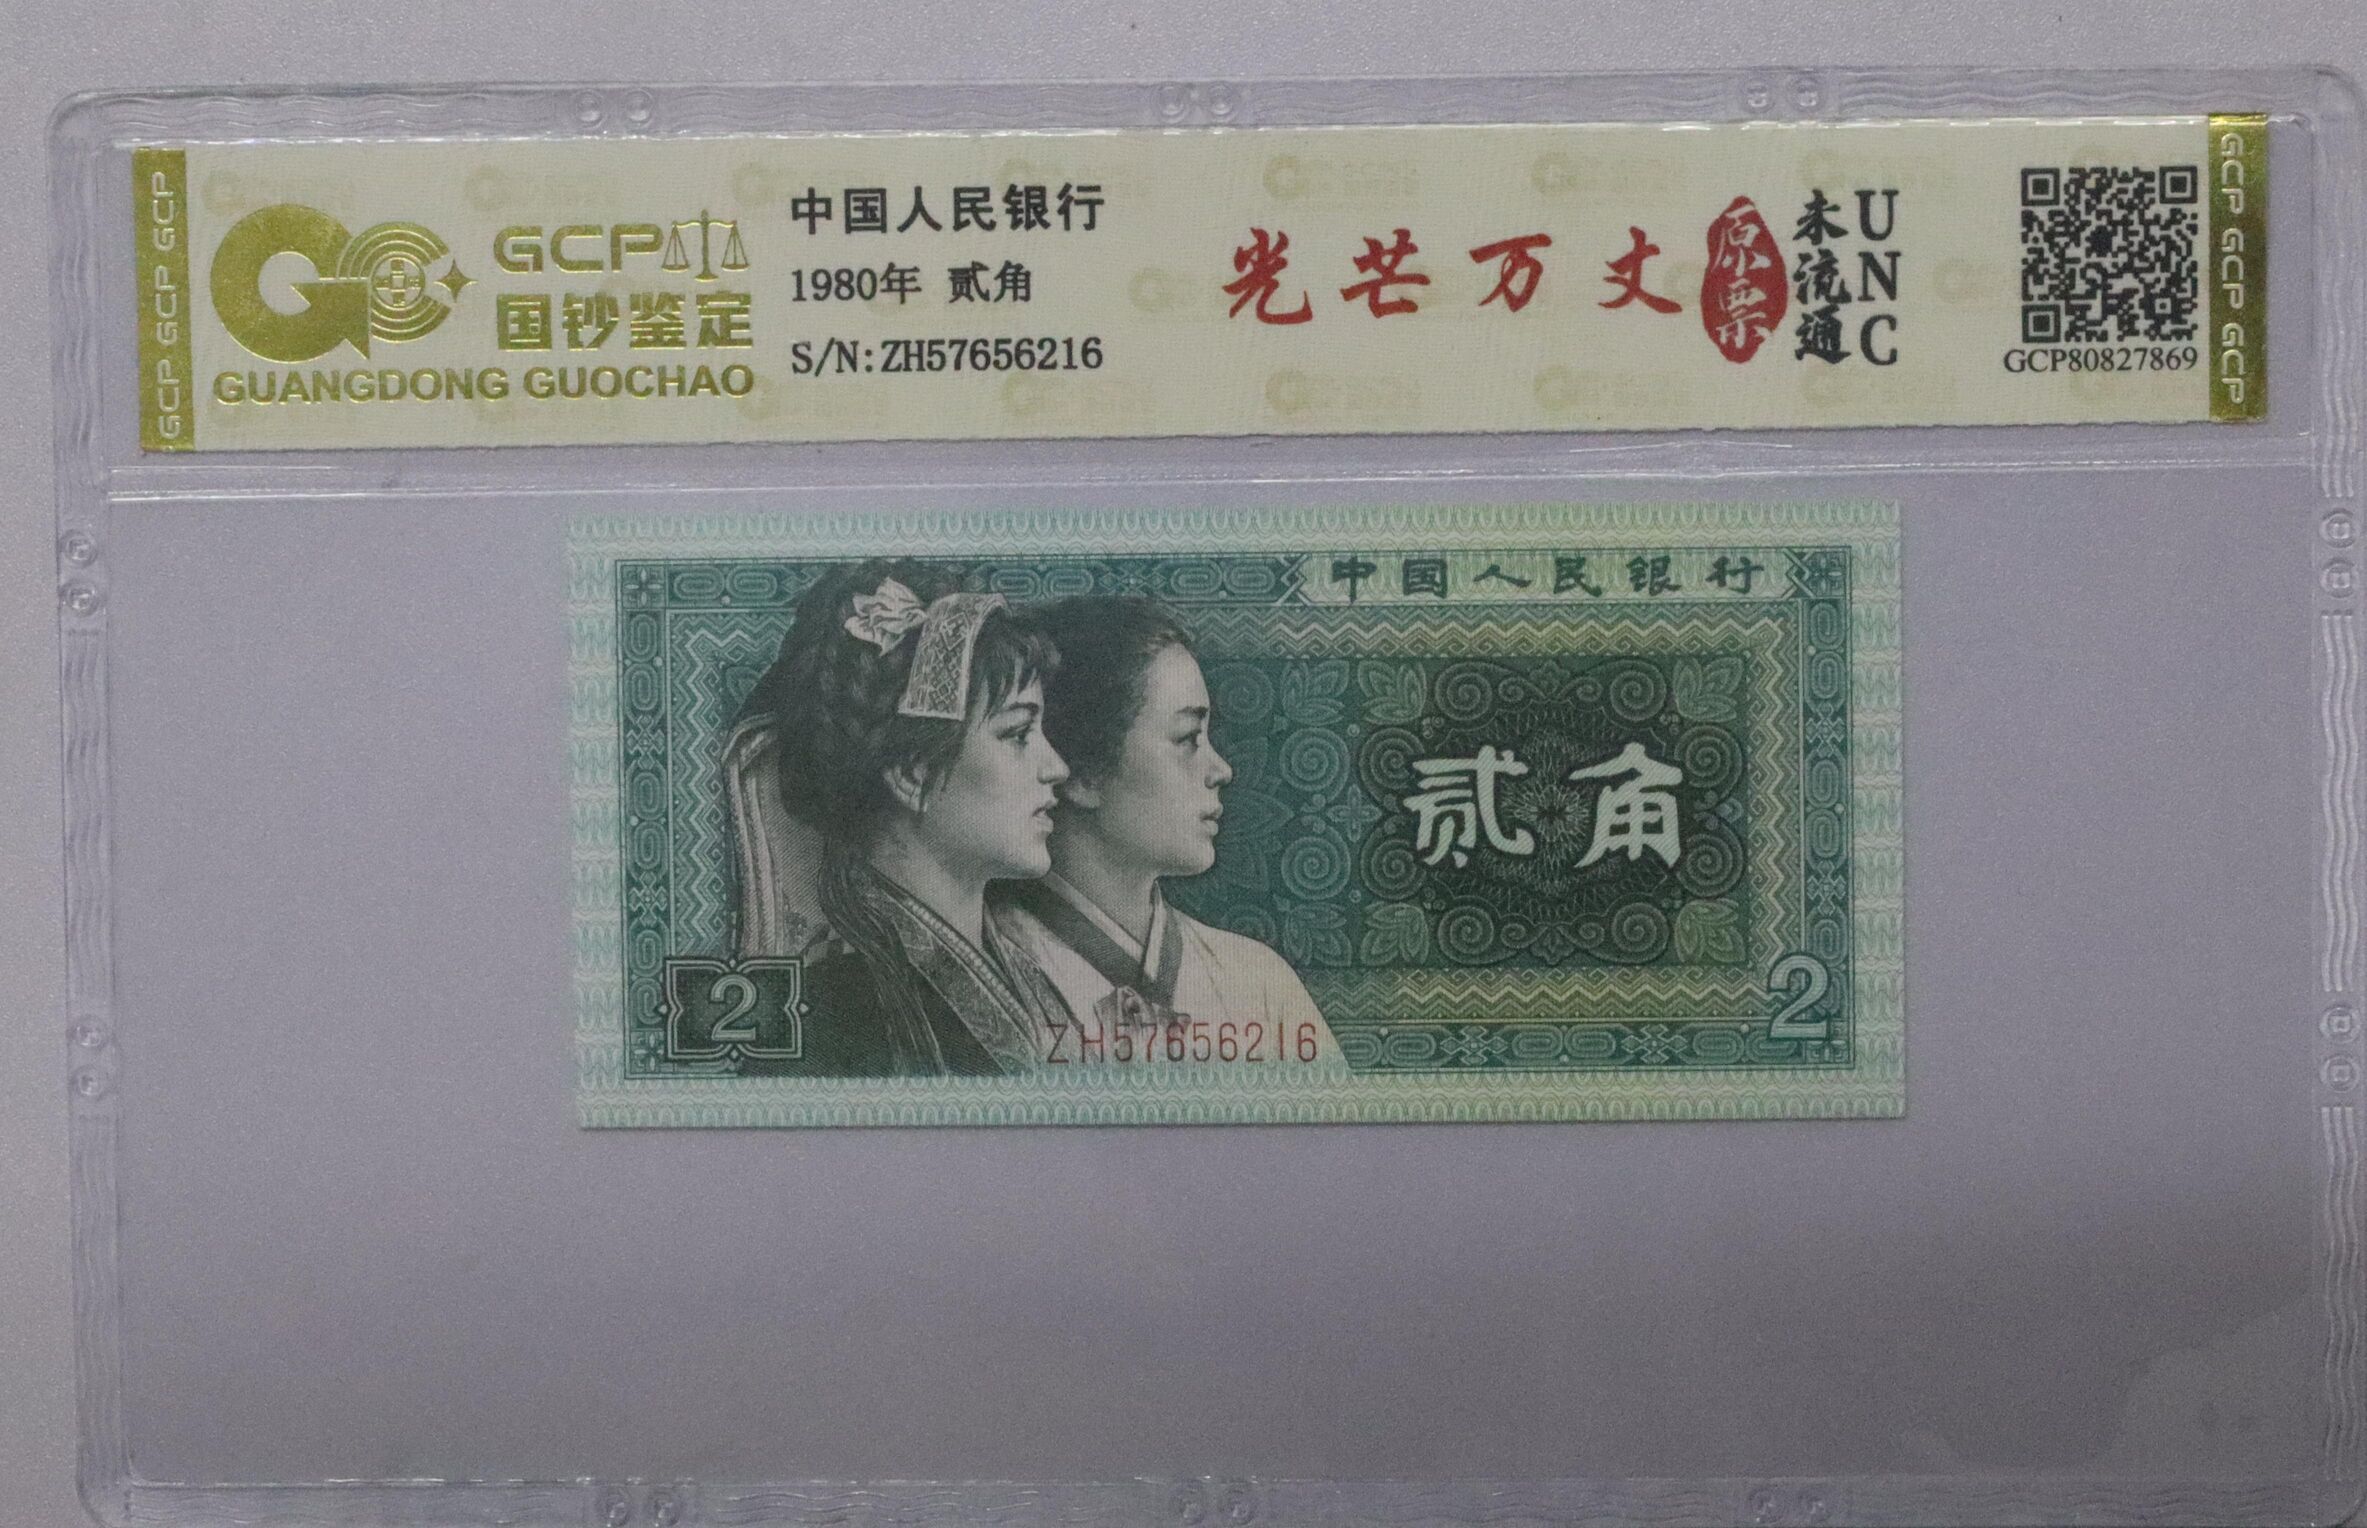 GCP GCP GCP
GCP
国钞鉴定
GUANGDONG GUOCHAO
中国人民银行
1980年 贰角
S/N:ZH57656216
光芒万丈
原票
未流通
UNC
GCP80827869
GCP GCP GCP
中国人民银行
贰角
2
2
ZH57656216